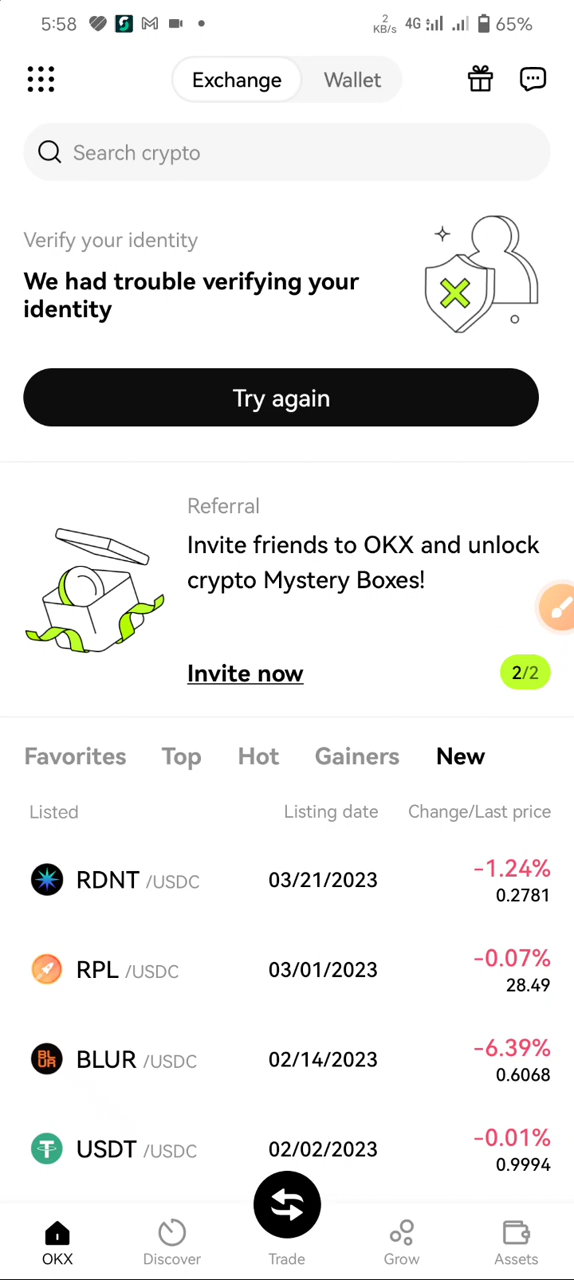 5:58
2 KB/s 4G 65%
Exchange Wallet
Search crypto
Verify your identity
We had trouble verifying your
identity
Try again
Referral
Invite friends to OKX and unlock
crypto Mystery Boxes!
Invite now 2/2
Favorites Top Hot Gainers New
Listed Listing date Change/Last price
RDNT /USDC 03/21/2023 -1.24%
0.2781
RPL /USDC 03/01/2023 -0.07%
28.49
BLUR /USDC 02/14/2023 -6.39%
0.6068
USDT /USDC 02/02/2023 -0.01%
0.9994
OKX Discover Trade Grow Assets